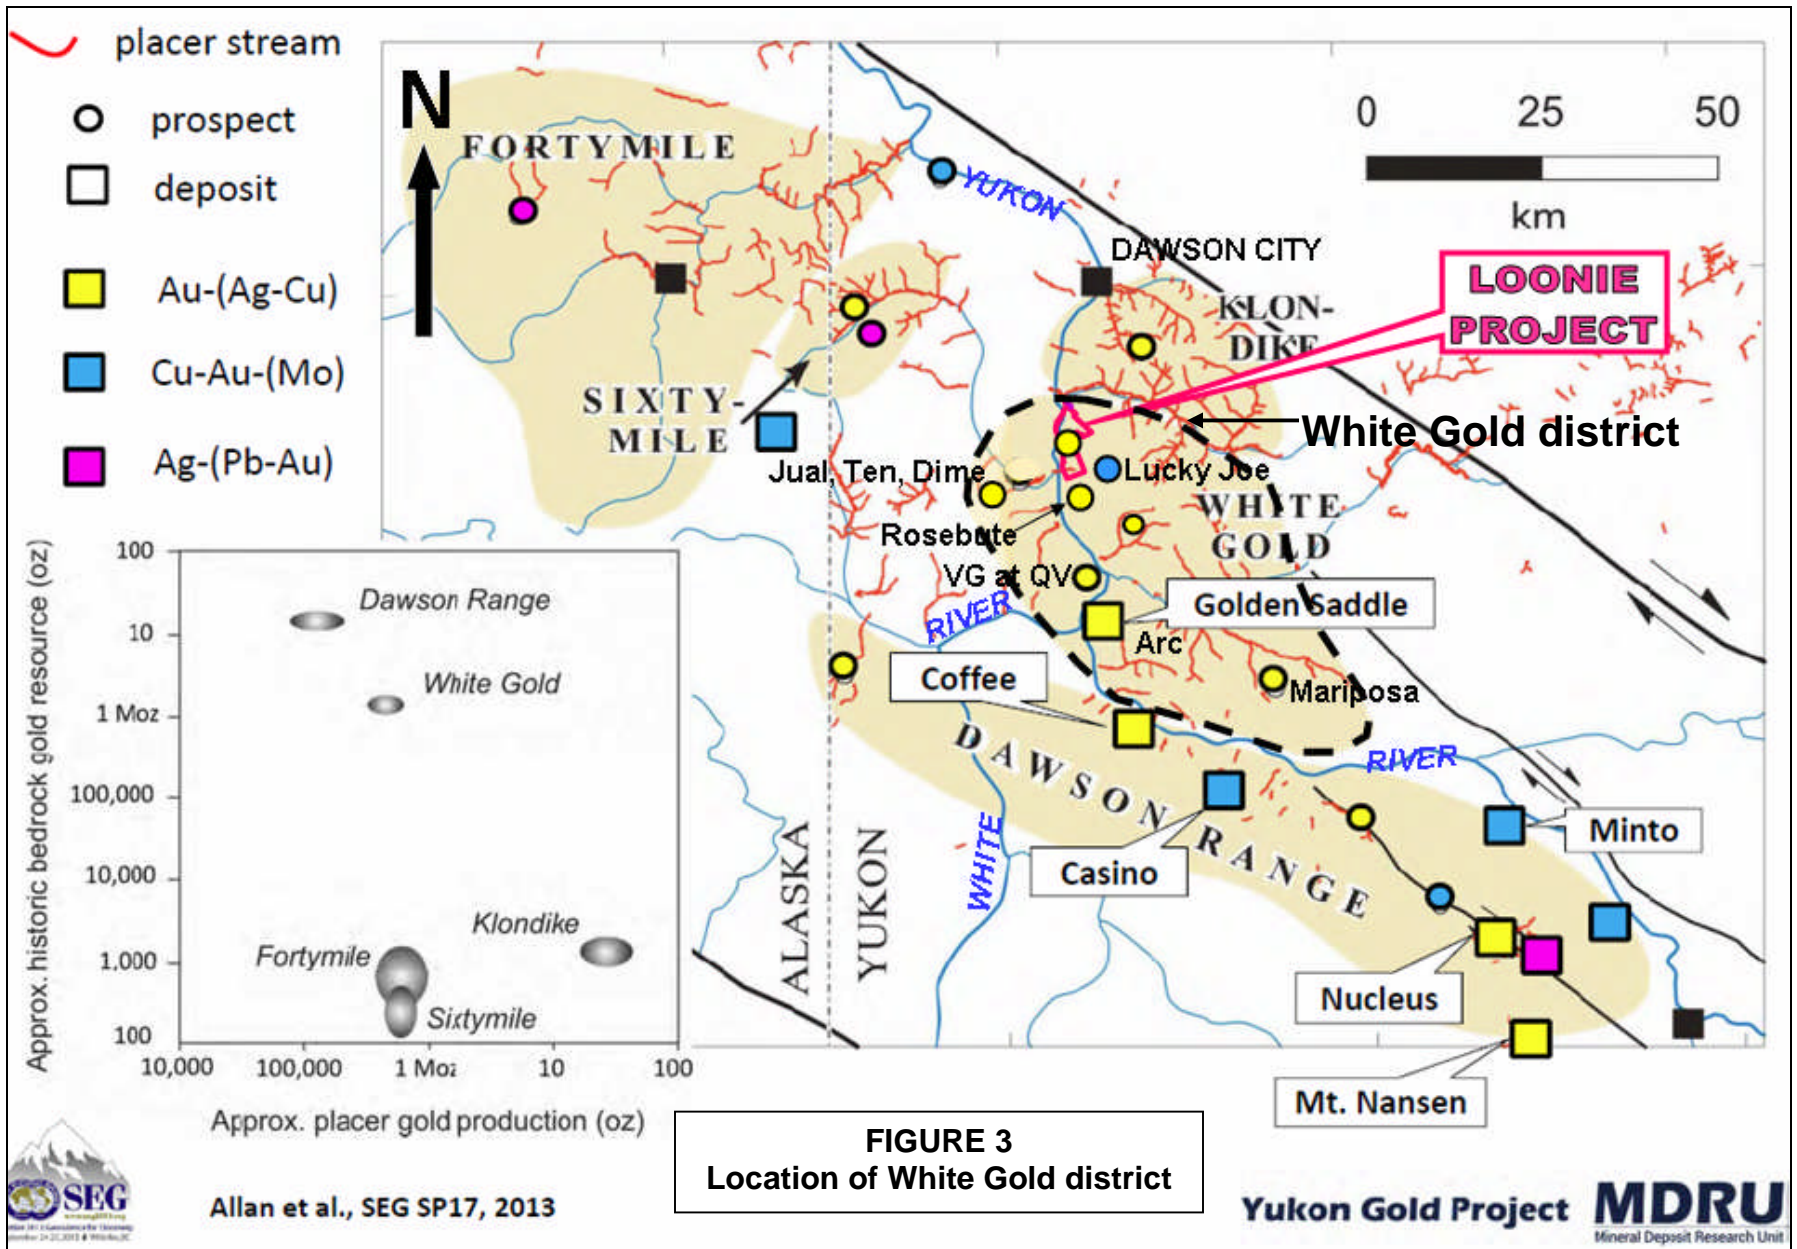 placer stream
prospect
deposit
Au-(Ag-Cu)
Cu-Au-(Mo)
Ag-(Pb-Au)
N
0 25 50
km
FORTYMILE
YUKON
DAWSON CITY
KLON-
DIKE
LOONIE
PROJECT
SIXTY-
MILE
White Gold district
Jual, Ten, Dime
Lucky Joe
WHITE
GOLD
Rosebute
VG at QV
RIVER
Golden Saddle
Arc
Coffee
Mariposa
DAWSON RANGE
RIVER
Casino
Minto
WHITE
ALASKA
YUKON
Nucleus
Mt. Nansen
Approx. historic bedrock gold resource (oz)
100
10
1 Moz
100,000
10,000
1,000
100
Dawson Range
White Gold
Klondike
Fortymile
Sixtymile
10,000 100,000 1 Moz 10 100
Approx. placer gold production (oz)
FIGURE 3
Location of White Gold district
SEG
Allan et al., SEG SP17, 2013
Yukon Gold Project
MDRU
Mineral Deposit Research Unit